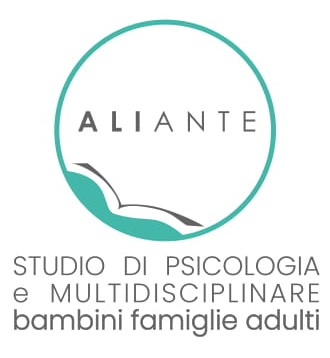 ALIANTE
STUDIO DI PSICOLOGIA
e MULTIDISCIPLINARE
bambini famiglie adulti